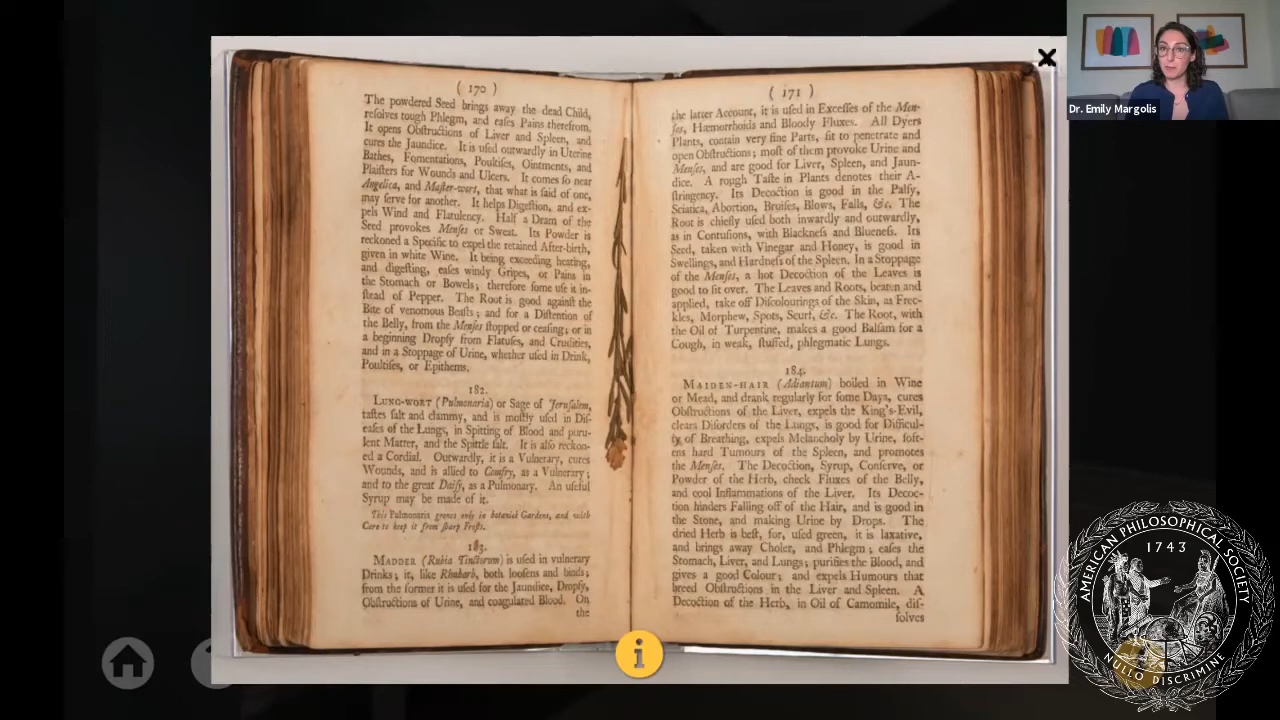 ( 170 )
The powdered Seed brings away the dead Child,
reſolves tough Phlegm, and eaſes Pains therefrom.
It opens Obſtructions of Liver and Spleen, and
cures the Jaundice. It is uſed outwardly in Uterine
Bathes, Fomentations, Poultiſes, Ointments, and
Plaiſters for Wounds and Ulcers. It comes ſo near
Angelica, and Maſter-wort, that what is ſaid of one,
may ſerve for another. It helps Digeſtion, and ex-
pels Wind and Flatulency. Half a Dram of the
Seed provokes Menſes or Sweat. Its Powder is
reckoned a Specific to expel the retained After-birth,
given in white Wine. It being exceeding heating,
and digeſting, eaſes windy Gripes, or Pains in
the Stomach or Bowels; therefore ſome uſe it in-
ſtead of Pepper. The Root is good againſt the
Bite of venomous Beaſts; and for a Diſtention of
the Belly, from the Menſes ſtopped or ceaſing; or in
a beginning Dropſy from Flatuſes, and Crudities,
and in a Stoppage of Urine, whether uſed in Drink,
Poultiſes, or Epithems.
182.
LUNG-WORT (Pulmonaria) or Sage of Jeruſalem,
taſtes ſalt and clammy, and is moſtly uſed in Diſ-
eaſes of the Lungs, in Spitting of Blood and puru-
lent Matter, and the Spittle ſalt. It is alſo reckon-
ed a Cordial. Outwardly, it is a Vulnerary, cures
Wounds, and is allied to Comfry, as a Vulnerary;
and to the great Daiſy, as a Pulmonary. An uſeful
Syrup may be made of it.
This Pulmonaria grows only in botanick Gardens, and with
Care to keep it from ſharp Froſts.
183.
MADDER (Rubia Tinctorum) is uſed in vulnerary
Drinks; it, like Rhubarb, both looſens and binds;
from the former it is uſed for the Jaundice, Dropſy,
Obſtructions of Urine, and coagulated Blood. On
the
( 171 )
the latter Account, it is uſed in Exceſſes of the Men-
ſes, Hæmorrhoids and Bloody Fluxes. All Dyers
Plants, contain very fine Parts, fit to penetrate and
open Obſtructions; moſt of them provoke Urine and
Menſes, and are good for Liver, Spleen, and Jaun-
dice. A rough Taſte in Plants denotes their A-
ſtringency. Its Decoction is good in the Palſy,
Sciatica, Abortion, Bruiſes, Blows, Falls, &c. The
Root is chiefly uſed both inwardly and outwardly,
as in Contuſions, with Blackneſs and Blueneſs. Its
Seed, taken with Vinegar and Honey, is good in
Swellings, and Hardneſs of the Spleen. In a Stoppage
of the Menſes, a hot Decoction of the Leaves is
good to ſit over. The Leaves and Roots, beaten and
applied, take off Diſcolourings of the Skin, as Frec-
kles, Morphew, Spots, Scurf, &c. The Root, with
the Oil of Turpentine, makes a good Balſam for a
Cough, in weak, ſtuffed, phlegmatic Lungs.
184.
MAIDEN-HAIR (Adiantum) boiled in Wine
or Mead, and drank regularly for ſome Days, cures
Obſtructions of the Liver, expels the King's-Evil,
clears Diſorders of the Lungs, is good for Difficul-
ty of Breathing, expels Melancholy by Urine, ſoft-
ens hard Tumours of the Spleen, and promotes
the Menſes. The Decoction, Syrup, Conſerve, or
Powder of the Herb, check Fluxes of the Belly,
and cool Inflammations of the Liver. Its Decoc-
tion hinders Falling off of the Hair, and is good in
the Stone, and making Urine by Drops. The
dried Herb is beſt, for, uſed green, it is laxative,
and brings away Choler, and Phlegm; eaſes the
Stomach, Liver, and Lungs; purifies the Blood, and
gives a good Colour; and expels Humours that
breed Obſtructions in the Liver and Spleen. A
Decoction of the Herb, in Oil of Camomile, diſ-
ſolves
i
Dr. Emily Margolis
AMERICAN PHILOSOPHICAL SOCIETY
1743
NULLO DISCRIMINE